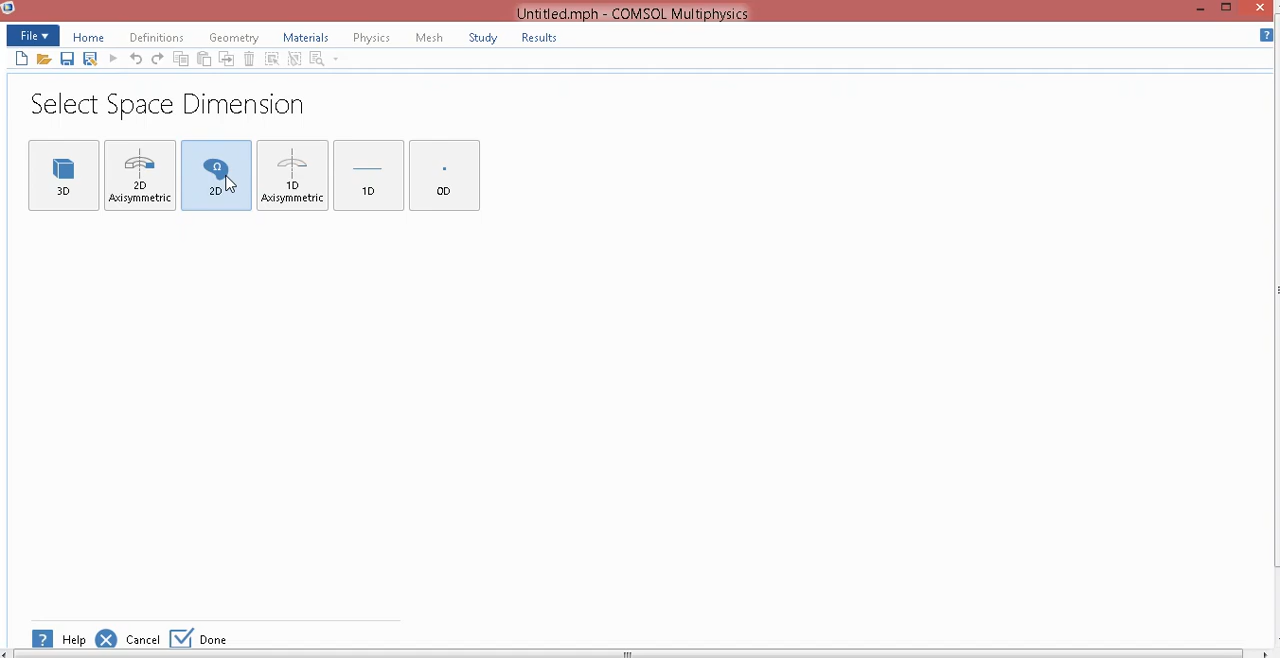 Untitled.mph - COMSOL Multiphysics
File Home Definitions Geometry Materials Physics Mesh Study Results
?
Select Space Dimension
3D
2D
Axisymmetric
Ω
2D
1D
Axisymmetric
1D
0D
? Help Cancel Done